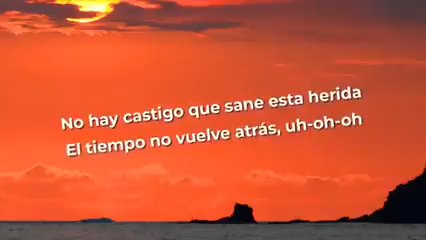 No hay castigo que sane esta herida
El tiempo no vuelve atrás, uh-oh-oh